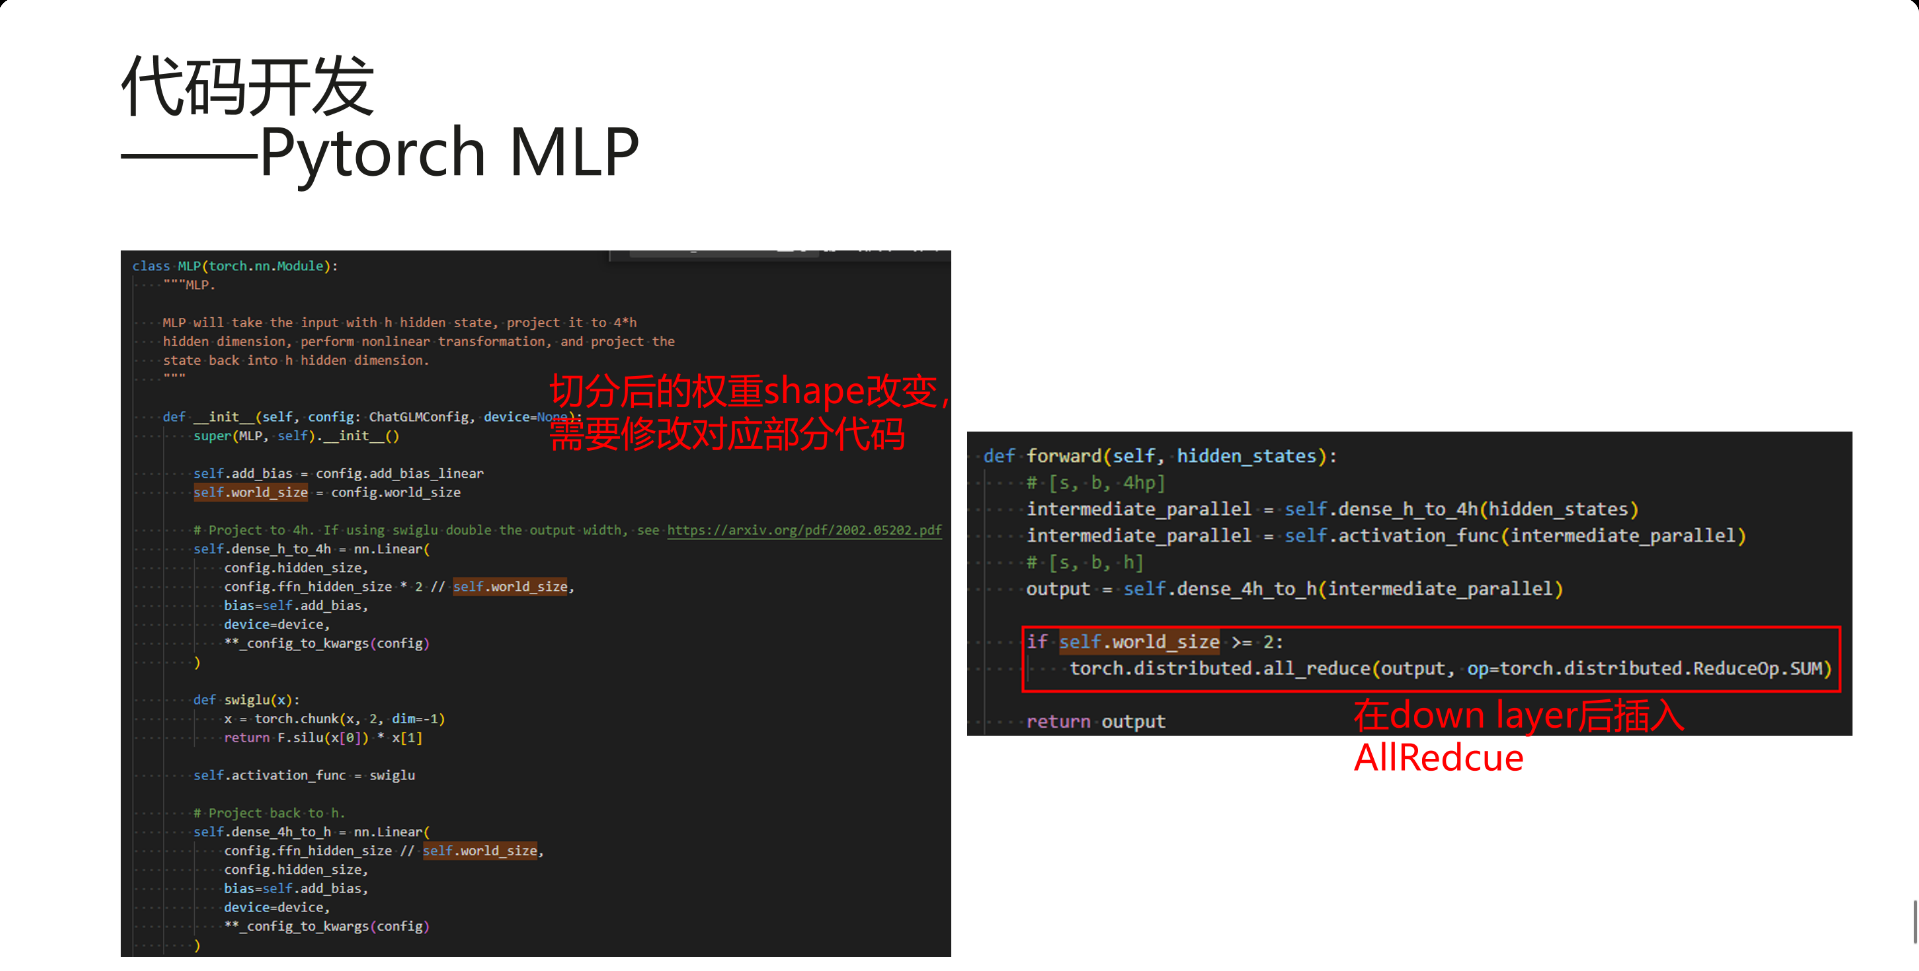 代码开发
——Pytorch MLP
class MLP(torch.nn.Module):
"""MLP.
MLP will take the input with h hidden state, project it to 4*h
hidden dimension, perform nonlinear transformation, and project the
state back into h hidden dimension.
"""
切分后的权重shape改变，
需要修改对应部分代码
def __init__(self, config: ChatGLMConfig, device=None):
super(MLP, self).__init__()
self.add_bias = config.add_bias_linear
self.world_size = config.world_size
# Project to 4h. If using swiglu double the output width, see https://arxiv.org/pdf/2002.05202.pdf
self.dense_h_to_4h = nn.Linear(
config.hidden_size,
config.ffn_hidden_size * 2 // self.world_size,
bias=self.add_bias,
device=device,
**_config_to_kwargs(config)
)
def swiglu(x):
x = torch.chunk(x, 2, dim=-1)
return F.silu(x[0]) * x[1]
self.activation_func = swiglu
# Project back to h.
self.dense_4h_to_h = nn.Linear(
config.ffn_hidden_size // self.world_size,
config.hidden_size,
bias=self.add_bias,
device=device,
**_config_to_kwargs(config)
)
def forward(self, hidden_states):
# [s, b, 4hp]
intermediate_parallel = self.dense_h_to_4h(hidden_states)
intermediate_parallel = self.activation_func(intermediate_parallel)
# [s, b, h]
output = self.dense_4h_to_h(intermediate_parallel)
if self.world_size >= 2:
torch.distributed.all_reduce(output, op=torch.distributed.ReduceOp.SUM)
return output
在down layer后插入
AllRedcue